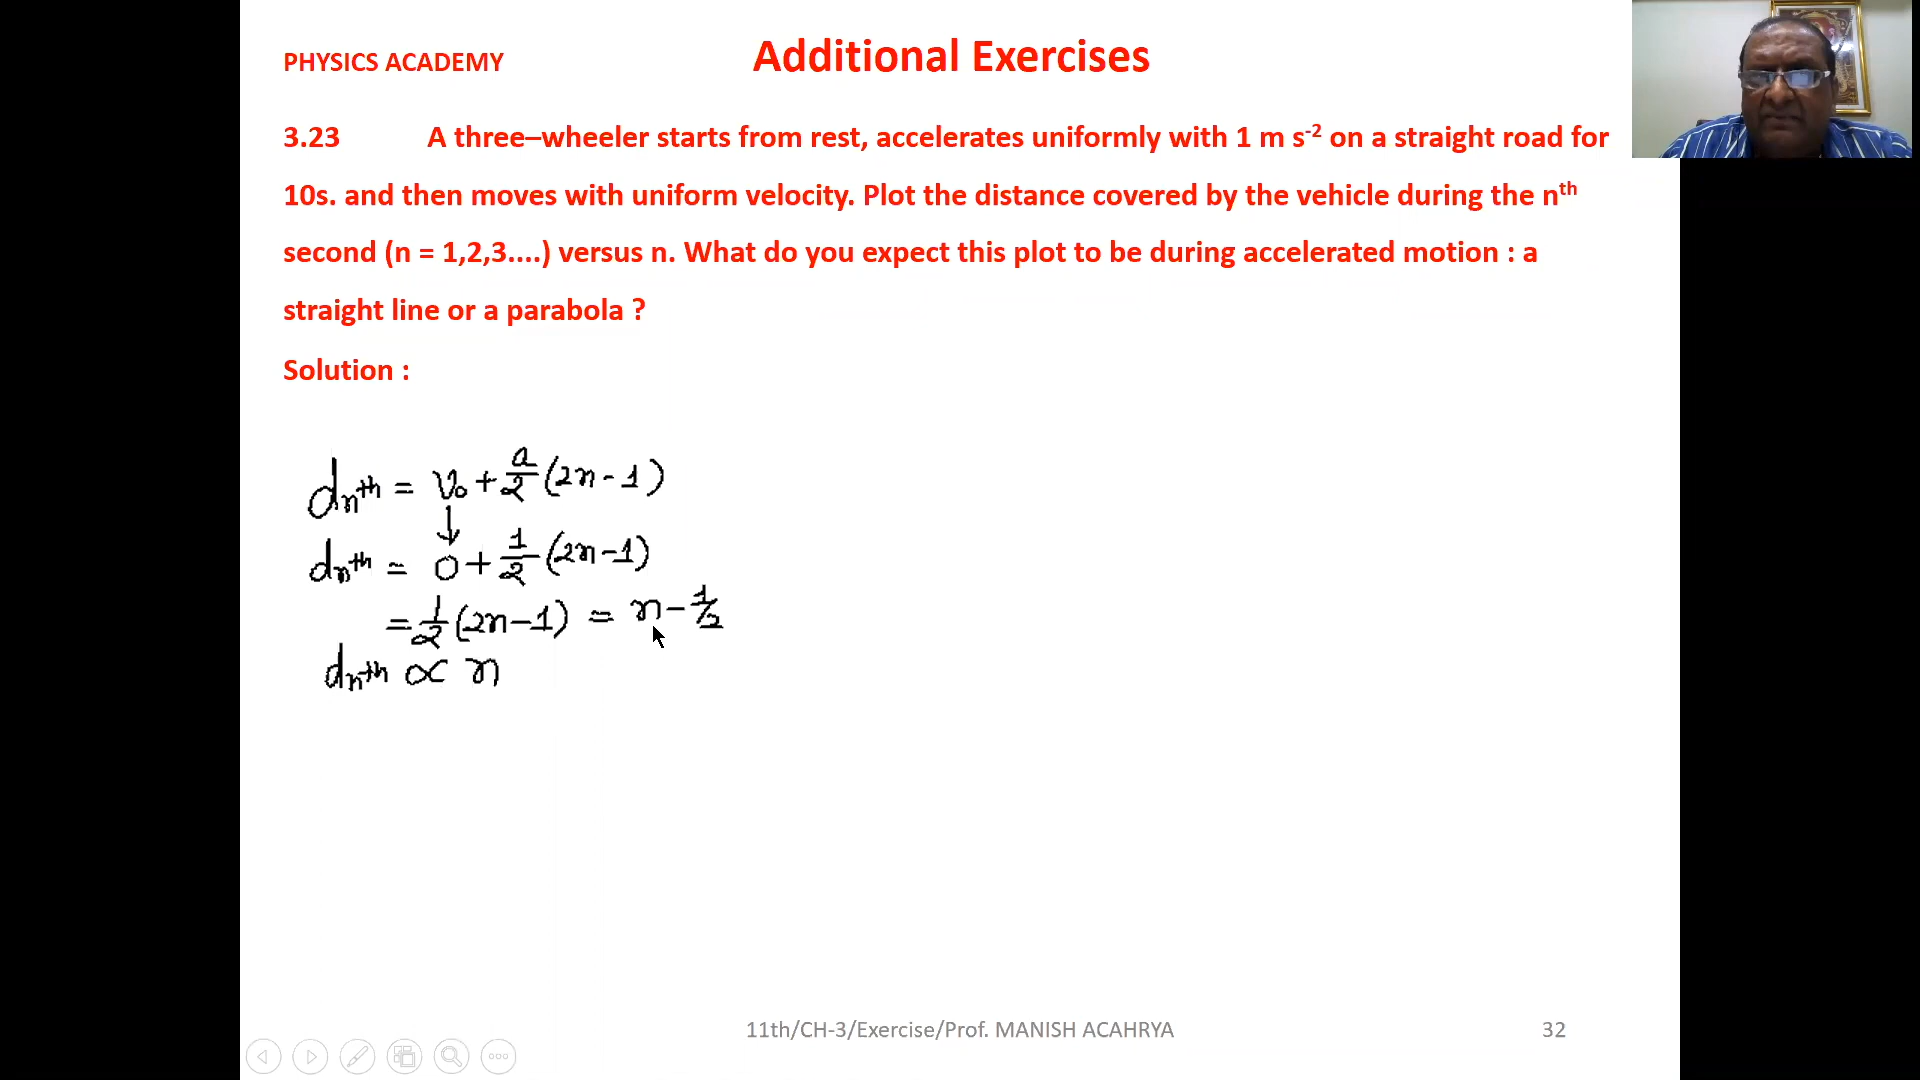 PHYSICS ACADEMY
Additional Exercises
3.23 A three–wheeler starts from rest, accelerates uniformly with 1 m s⁻² on a straight road for
10s. and then moves with uniform velocity. Plot the distance covered by the vehicle during the nᵗʰ
second (n = 1,2,3....) versus n. What do you expect this plot to be during accelerated motion : a
straight line or a parabola ?
Solution :
dₙth = v₀ + a/2 (2n - 1)
↓
dₙth = 0 + 1/2 (2n - 1)
= 1/2 (2n - 1) = n - 1/2
dₙth ∝ n
11th/CH-3/Exercise/Prof. MANISH ACAHRYA
32